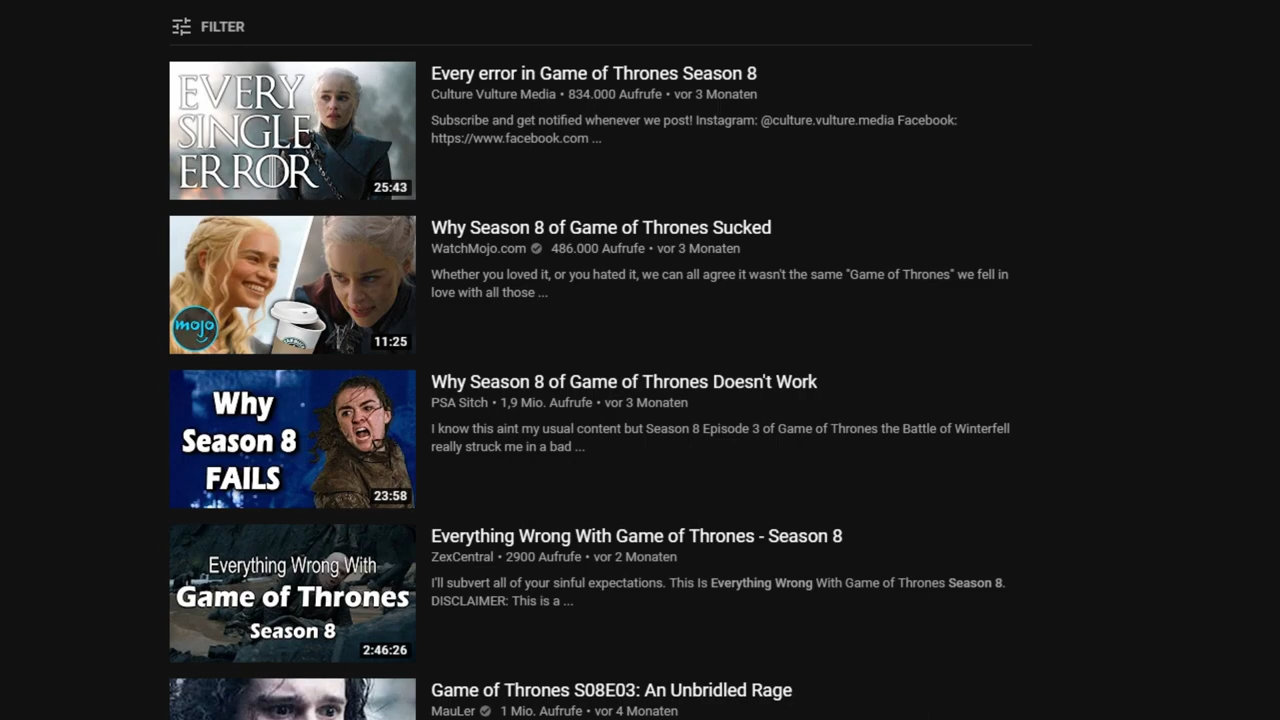 FILTER
EVERY
SINGLE
ERROR
25:43
Every error in Game of Thrones Season 8
Culture Vulture Media • 834.000 Aufrufe • vor 3 Monaten
Subscribe and get notified whenever we post! Instagram: @culture.vulture.media Facebook:
https://www.facebook.com ...
mojo
11:25
Why Season 8 of Game of Thrones Sucked
WatchMojo.com 486.000 Aufrufe • vor 3 Monaten
Whether you loved it, or you hated it, we can all agree it wasn't the same "Game of Thrones" we fell in
love with all those ...
Why
Season 8
FAILS
23:58
Why Season 8 of Game of Thrones Doesn't Work
PSA Sitch • 1,9 Mio. Aufrufe • vor 3 Monaten
I know this aint my usual content but Season 8 Episode 3 of Game of Thrones the Battle of Winterfell
really struck me in a bad ...
Everything Wrong With
Game of Thrones
Season 8
2:46:26
Everything Wrong With Game of Thrones - Season 8
ZexCentral • 2900 Aufrufe • vor 2 Monaten
I'll subvert all of your sinful expectations. This Is Everything Wrong With Game of Thrones Season 8.
DISCLAIMER: This is a ...
Game of Thrones S08E03: An Unbridled Rage
MauLer 1 Mio. Aufrufe • vor 4 Monaten